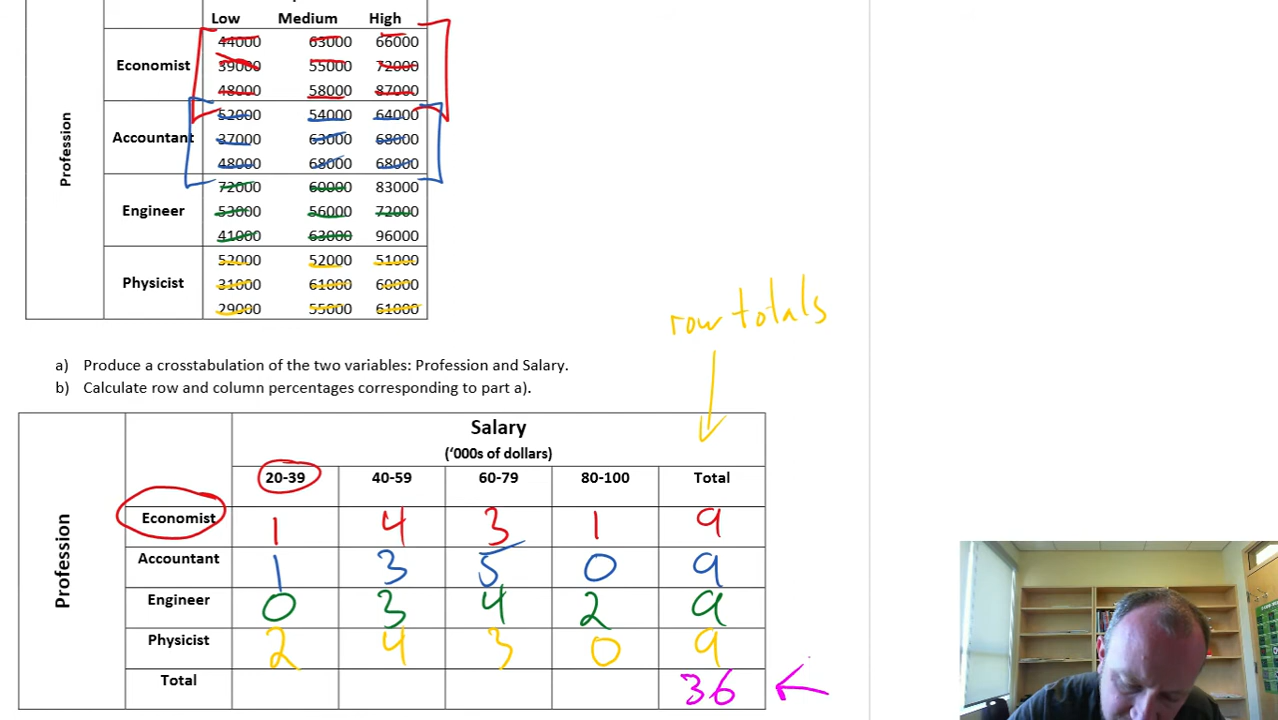 Low Medium High
Economist
44000 63000 66000
39000 55000 72000
48000 58000 87000
Accountant
52000 54000 64000
37000 63000 68000
48000 68000 68000
Engineer
72000 60000 83000
53000 56000 72000
41000 63000 96000
Physicist
52000 52000 51000
31000 61000 60000
29000 55000 61000
Profession
row totals
a) Produce a crosstabulation of the two variables: Profession and Salary.
b) Calculate row and column percentages corresponding to part a).
Salary
('000s of dollars)
20-39 40-59 60-79 80-100 Total
Profession
Economist 1 4 3 1 9
Accountant 1 3 5 0 9
Engineer 0 3 4 2 9
Physicist 2 4 3 0 9
Total 36